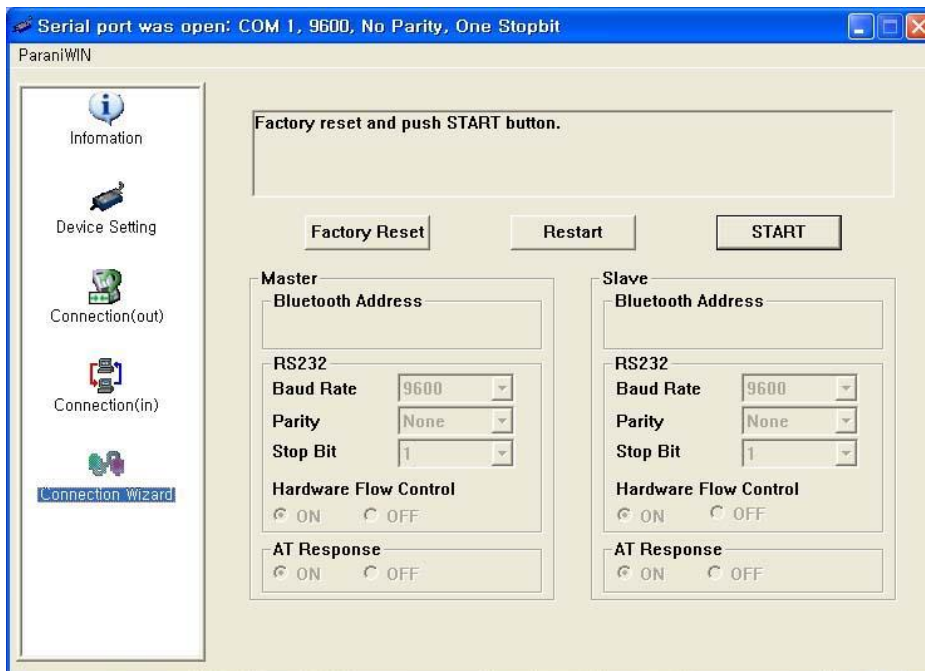 Serial port was open: COM 1, 9600, No Parity, One Stopbit
ParaniWIN
Infomation
Device Setting
Connection(out)
Connection(in)
Connection Wizard
Factory reset and push START button.
Factory Reset Restart START
Master
Bluetooth Address
RS232
Baud Rate 9600
Parity None
Stop Bit 1
Hardware Flow Control
ON OFF
AT Response
ON OFF
Slave
Bluetooth Address
RS232
Baud Rate 9600
Parity None
Stop Bit 1
Hardware Flow Control
ON OFF
AT Response
ON OFF